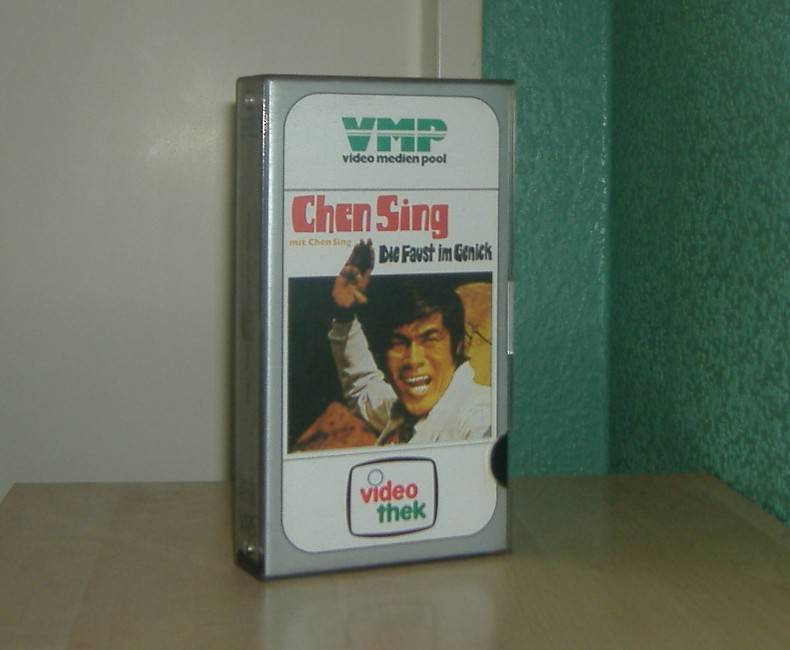 VMP
video medien pool
Chen Sing
mit Chen Sing
Die Faust im Genick
video
thek